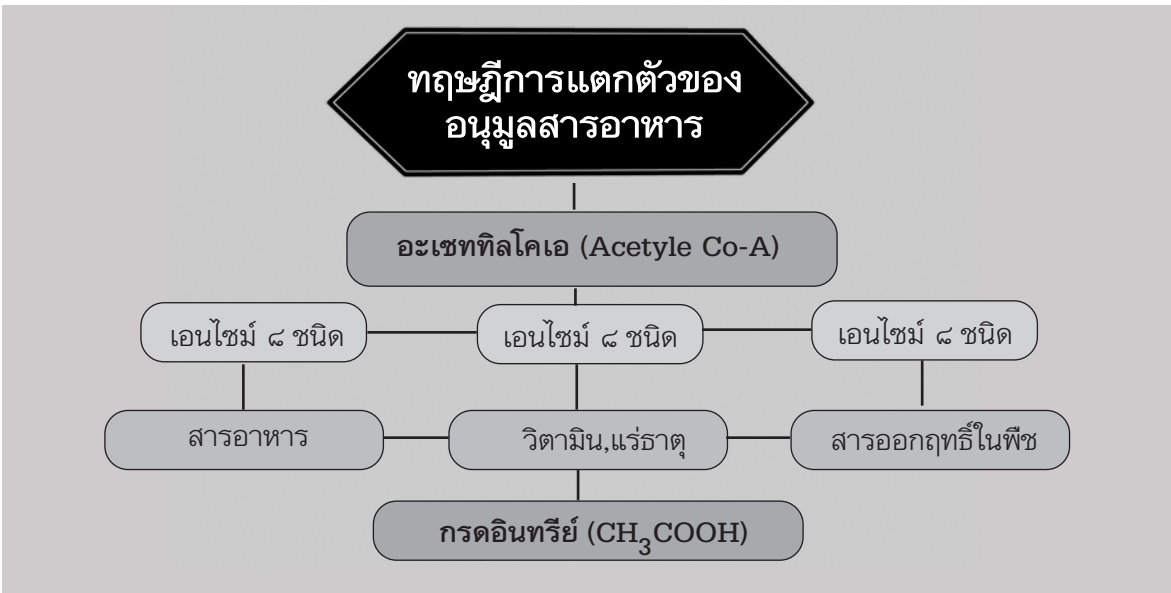 ทฤษฎีการแตกตัวของ
อนุมูลสารอาหาร
อะเซททิลโคเอ (Acetyle Co-A)
เอนไซม์ ๘ ชนิด
เอนไซม์ ๘ ชนิด
เอนไซม์ ๘ ชนิด
สารอาหาร
วิตามิน,แร่ธาตุ
สารออกฤทธิ์ในพืช
กรดอินทรีย์ (CH₃COOH)